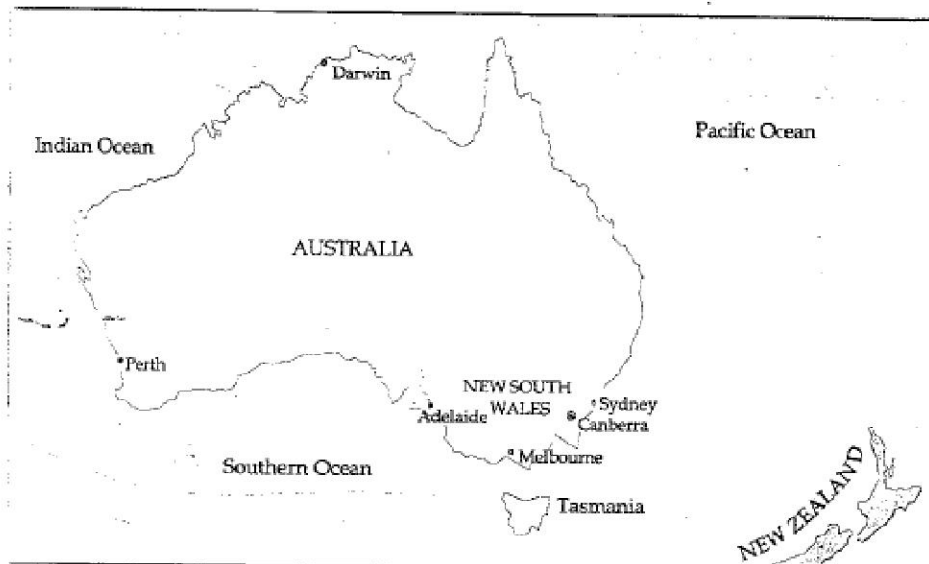 Darwin
Indian Ocean
Pacific Ocean
AUSTRALIA
Perth
NEW SOUTH
WALES
Sydney
Adelaide
Canberra
Melbourne
Southern Ocean
Tasmania
NEW ZEALAND